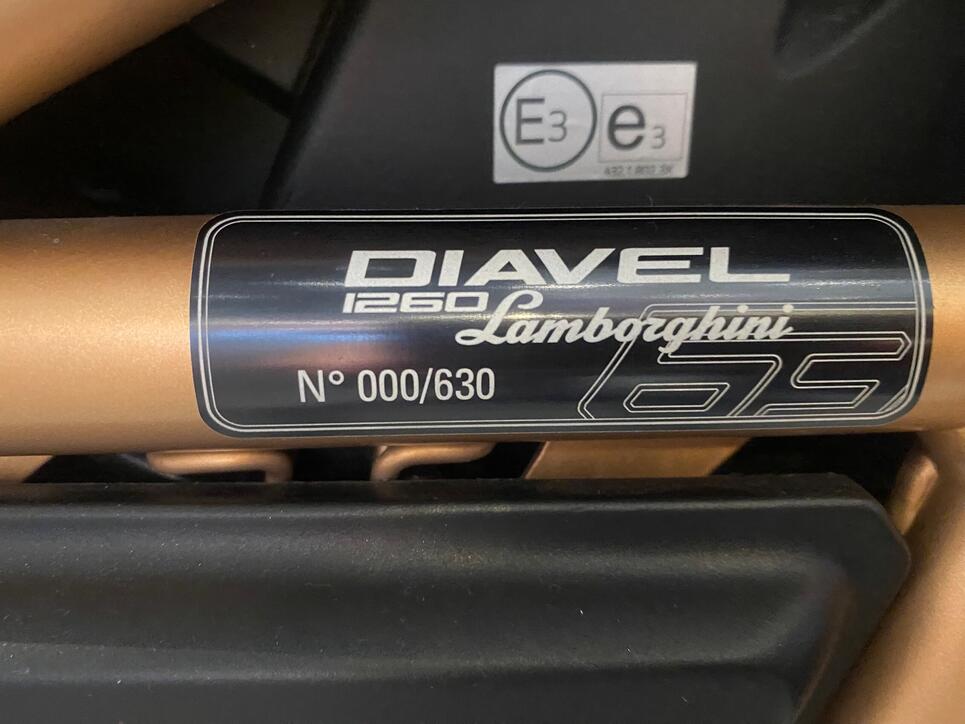 E3 e3
DIAVEL
1260
Lamborghini
N° 000/630
63